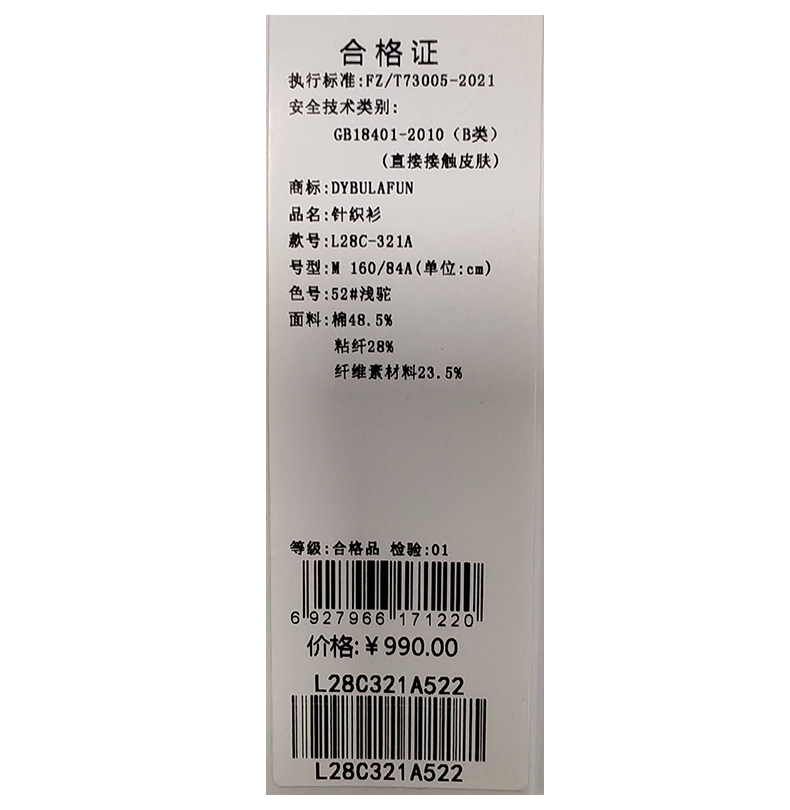 合格证
执行标准:FZ/T73005-2021
安全技术类别:
GB18401-2010（B类）
(直接接触皮肤)
商标:DYBULAFUN
品名:针织衫
款号:L28C-321A
号型:M 160/84A(单位:cm)
色号:52#浅驼
面料:棉48.5%
粘纤28%
纤维素材料23.5%
等级:合格品 检验:01
6 927966 171220
价格:¥990.00
L28C321A522
L28C321A522